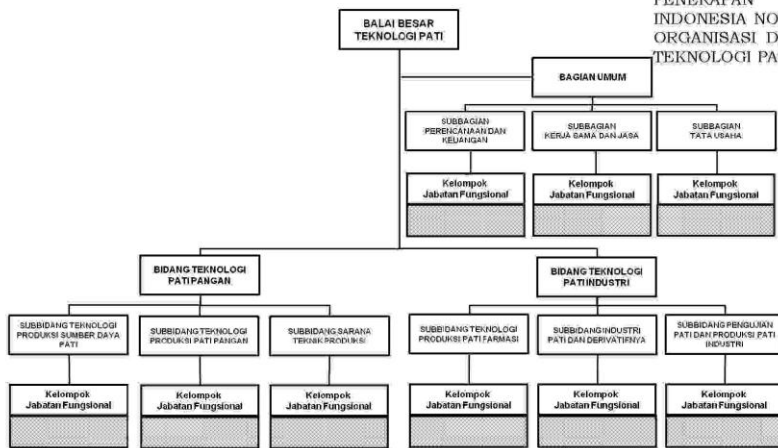 PENERAPAN
INDONESIA NO
ORGANISASI D
TEKNOLOGI PA
BALAI BESAR
TEKNOLOGI PATI
BAGIAN UMUM
SUBBAGIAN
PERENCANAAN DAN
KEUANGAN
SUBBAGIAN
KERJA SAMA DAN JASA
SUBBAGIAN
TATA USAHA
Kelompok
Jabatan Fungsional
Kelompok
Jabatan Fungsional
Kelompok
Jabatan Fungsional
BIDANG TEKNOLOGI
PATI PANGAN
BIDANG TEKNOLOGI
PATI INDUSTRI
SUBBIDANG TEKNOLOGI
PRODUKSI SUMBER DAYA
PATI
SUBBIDANG TEKNOLOGI
PRODUKSI PATI PANGAN
SUBBIDANG SARANA
TEKNIK PRODUKSI
SUBBIDANG TEKNOLOGI
PRODUKSI PATI FARMASI
SUBBIDANG INDUSTRI
PATI DAN DERIVATIFNYA
SUBBIDANG PENGUJIAN
PATI DAN PRODUKSI PATI
INDUSTRI
Kelompok
Jabatan Fungsional
Kelompok
Jabatan Fungsional
Kelompok
Jabatan Fungsional
Kelompok
Jabatan Fungsional
Kelompok
Jabatan Fungsional
Kelompok
Jabatan Fungsional